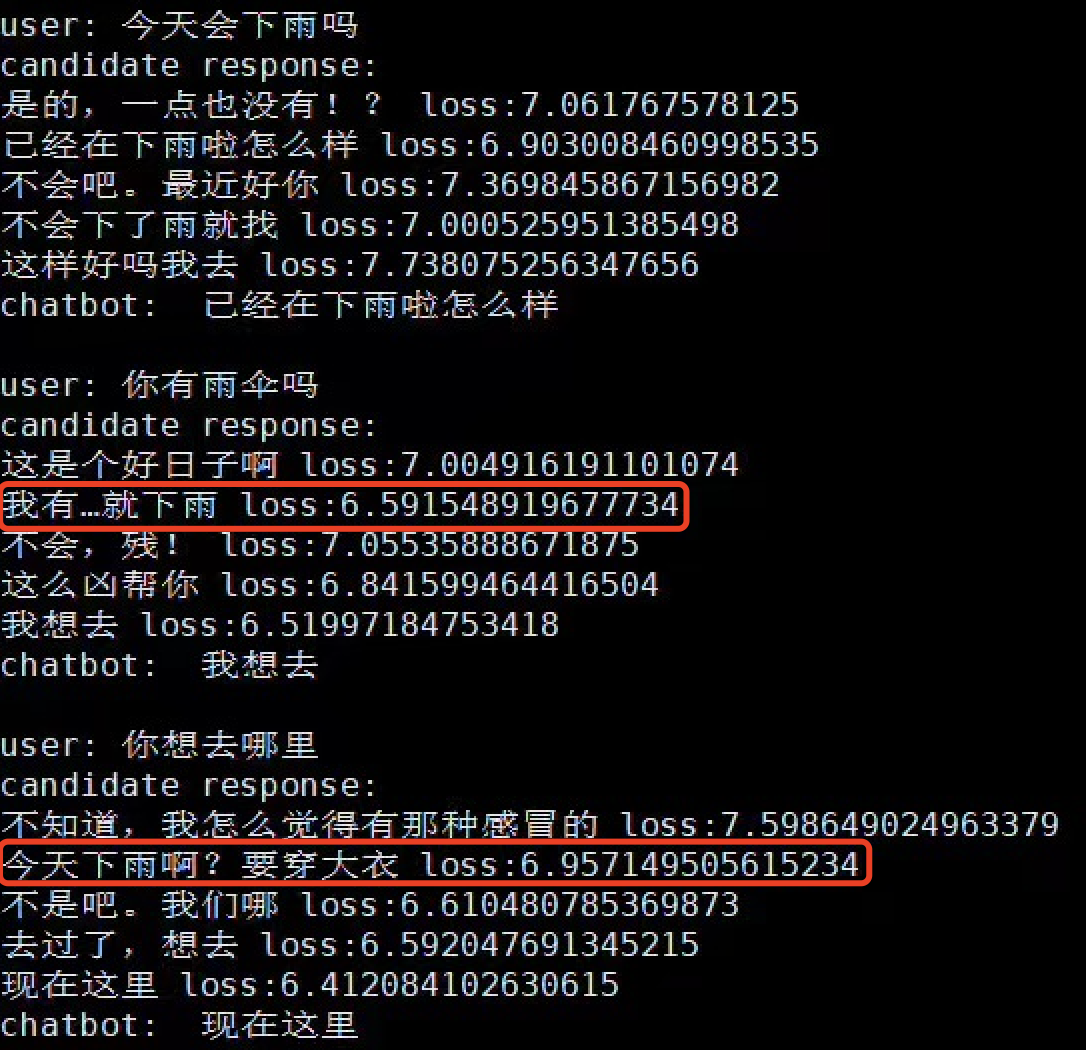 user: 今天会下雨吗
candidate response:
是的，一点也没有！？ loss:7.061767578125
已经在下雨啦怎么样 loss:6.903008460998535
不会吧。最近好你 loss:7.369845867156982
不会下了雨就找 loss:7.000525951385498
这样好吗我去 loss:7.738075256347656
chatbot: 已经在下雨啦怎么样
user: 你有雨伞吗
candidate response:
这是个好日子啊 loss:7.004916191101074
我有…就下雨 loss:6.591548919677734
不会，残！ loss:7.05535888671875
这么凶帮你 loss:6.841599464416504
我想去 loss:6.51997184753418
chatbot: 我想去
user: 你想去哪里
candidate response:
不知道，我怎么觉得有那种感冒的 loss:7.598649024963379
今天下雨啊？要穿大衣 loss:6.957149505615234
不是吧。我们哪 loss:6.610480785369873
去过了，想去 loss:6.592047691345215
现在这里 loss:6.412084102630615
chatbot: 现在这里